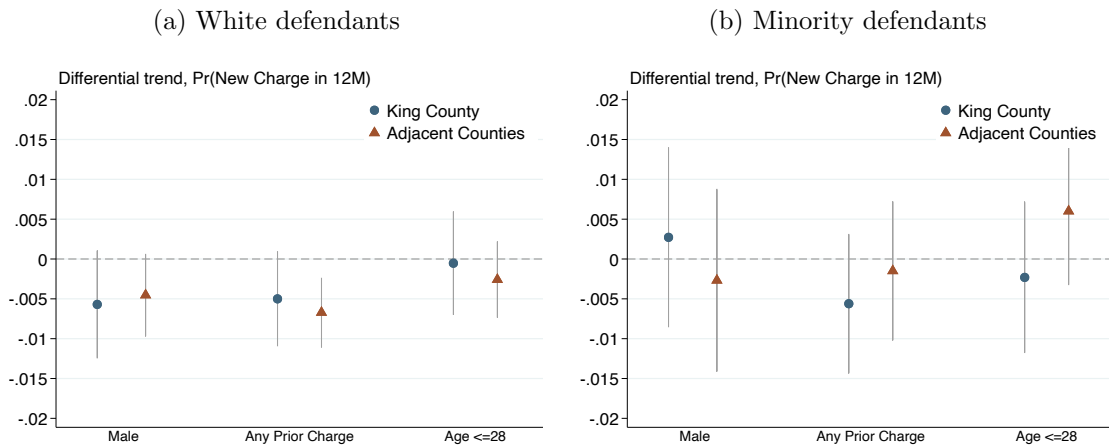 (a) White defendants
Differential trend, Pr(New Charge in 12M)
.02
.015
.01
.005
0
-.005
-.01
-.015
-.02
King County
Adjacent Counties
Male Any Prior Charge Age <=28
(b) Minority defendants
Differential trend, Pr(New Charge in 12M)
.02
.015
.01
.005
0
-.005
-.01
-.015
-.02
King County
Adjacent Counties
Male Any Prior Charge Age <=28